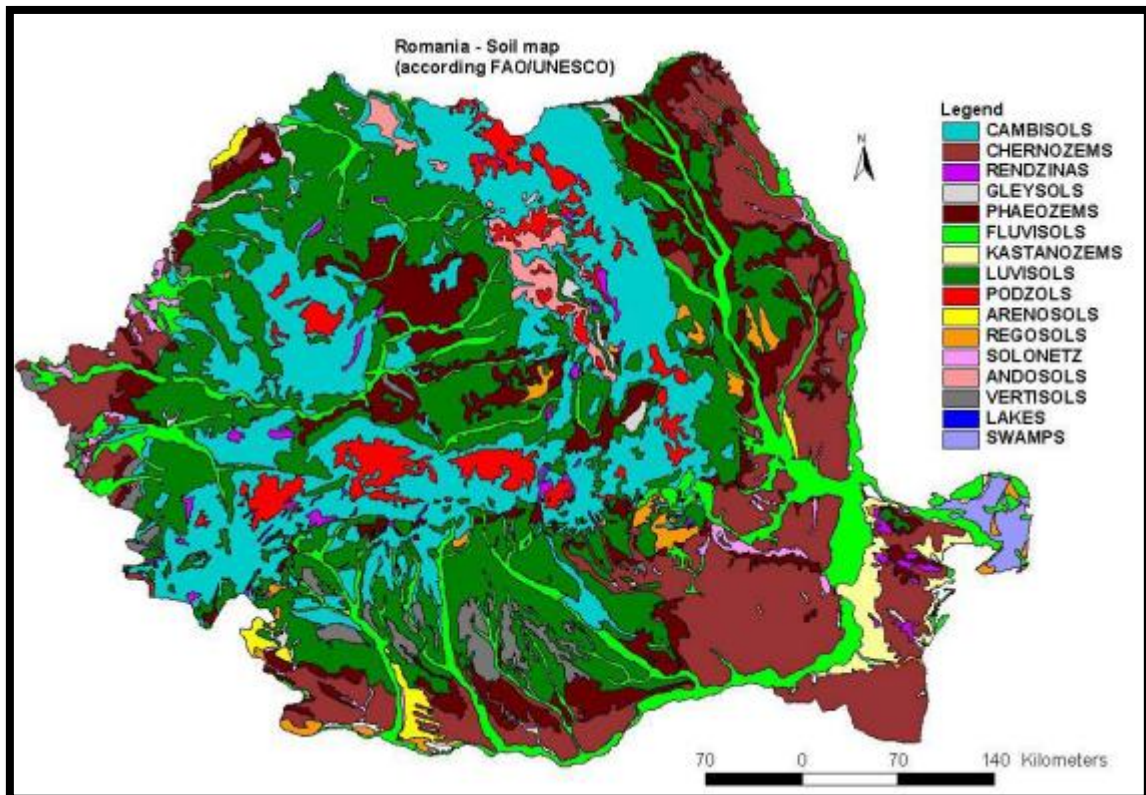 Romania - Soil map
(according FAO/UNESCO)
N
Legend
CAMBISOLS
CHERNOZEMS
RENDZINAS
GLEYSOLS
PHAEOZEMS
FLUVISOLS
KASTANOZEMS
LUVISOLS
PODZOLS
ARENOSOLS
REGOSOLS
SOLONETZ
ANDOSOLS
VERTISOLS
LAKES
SWAMPS
70 0 70 140 Kilometers